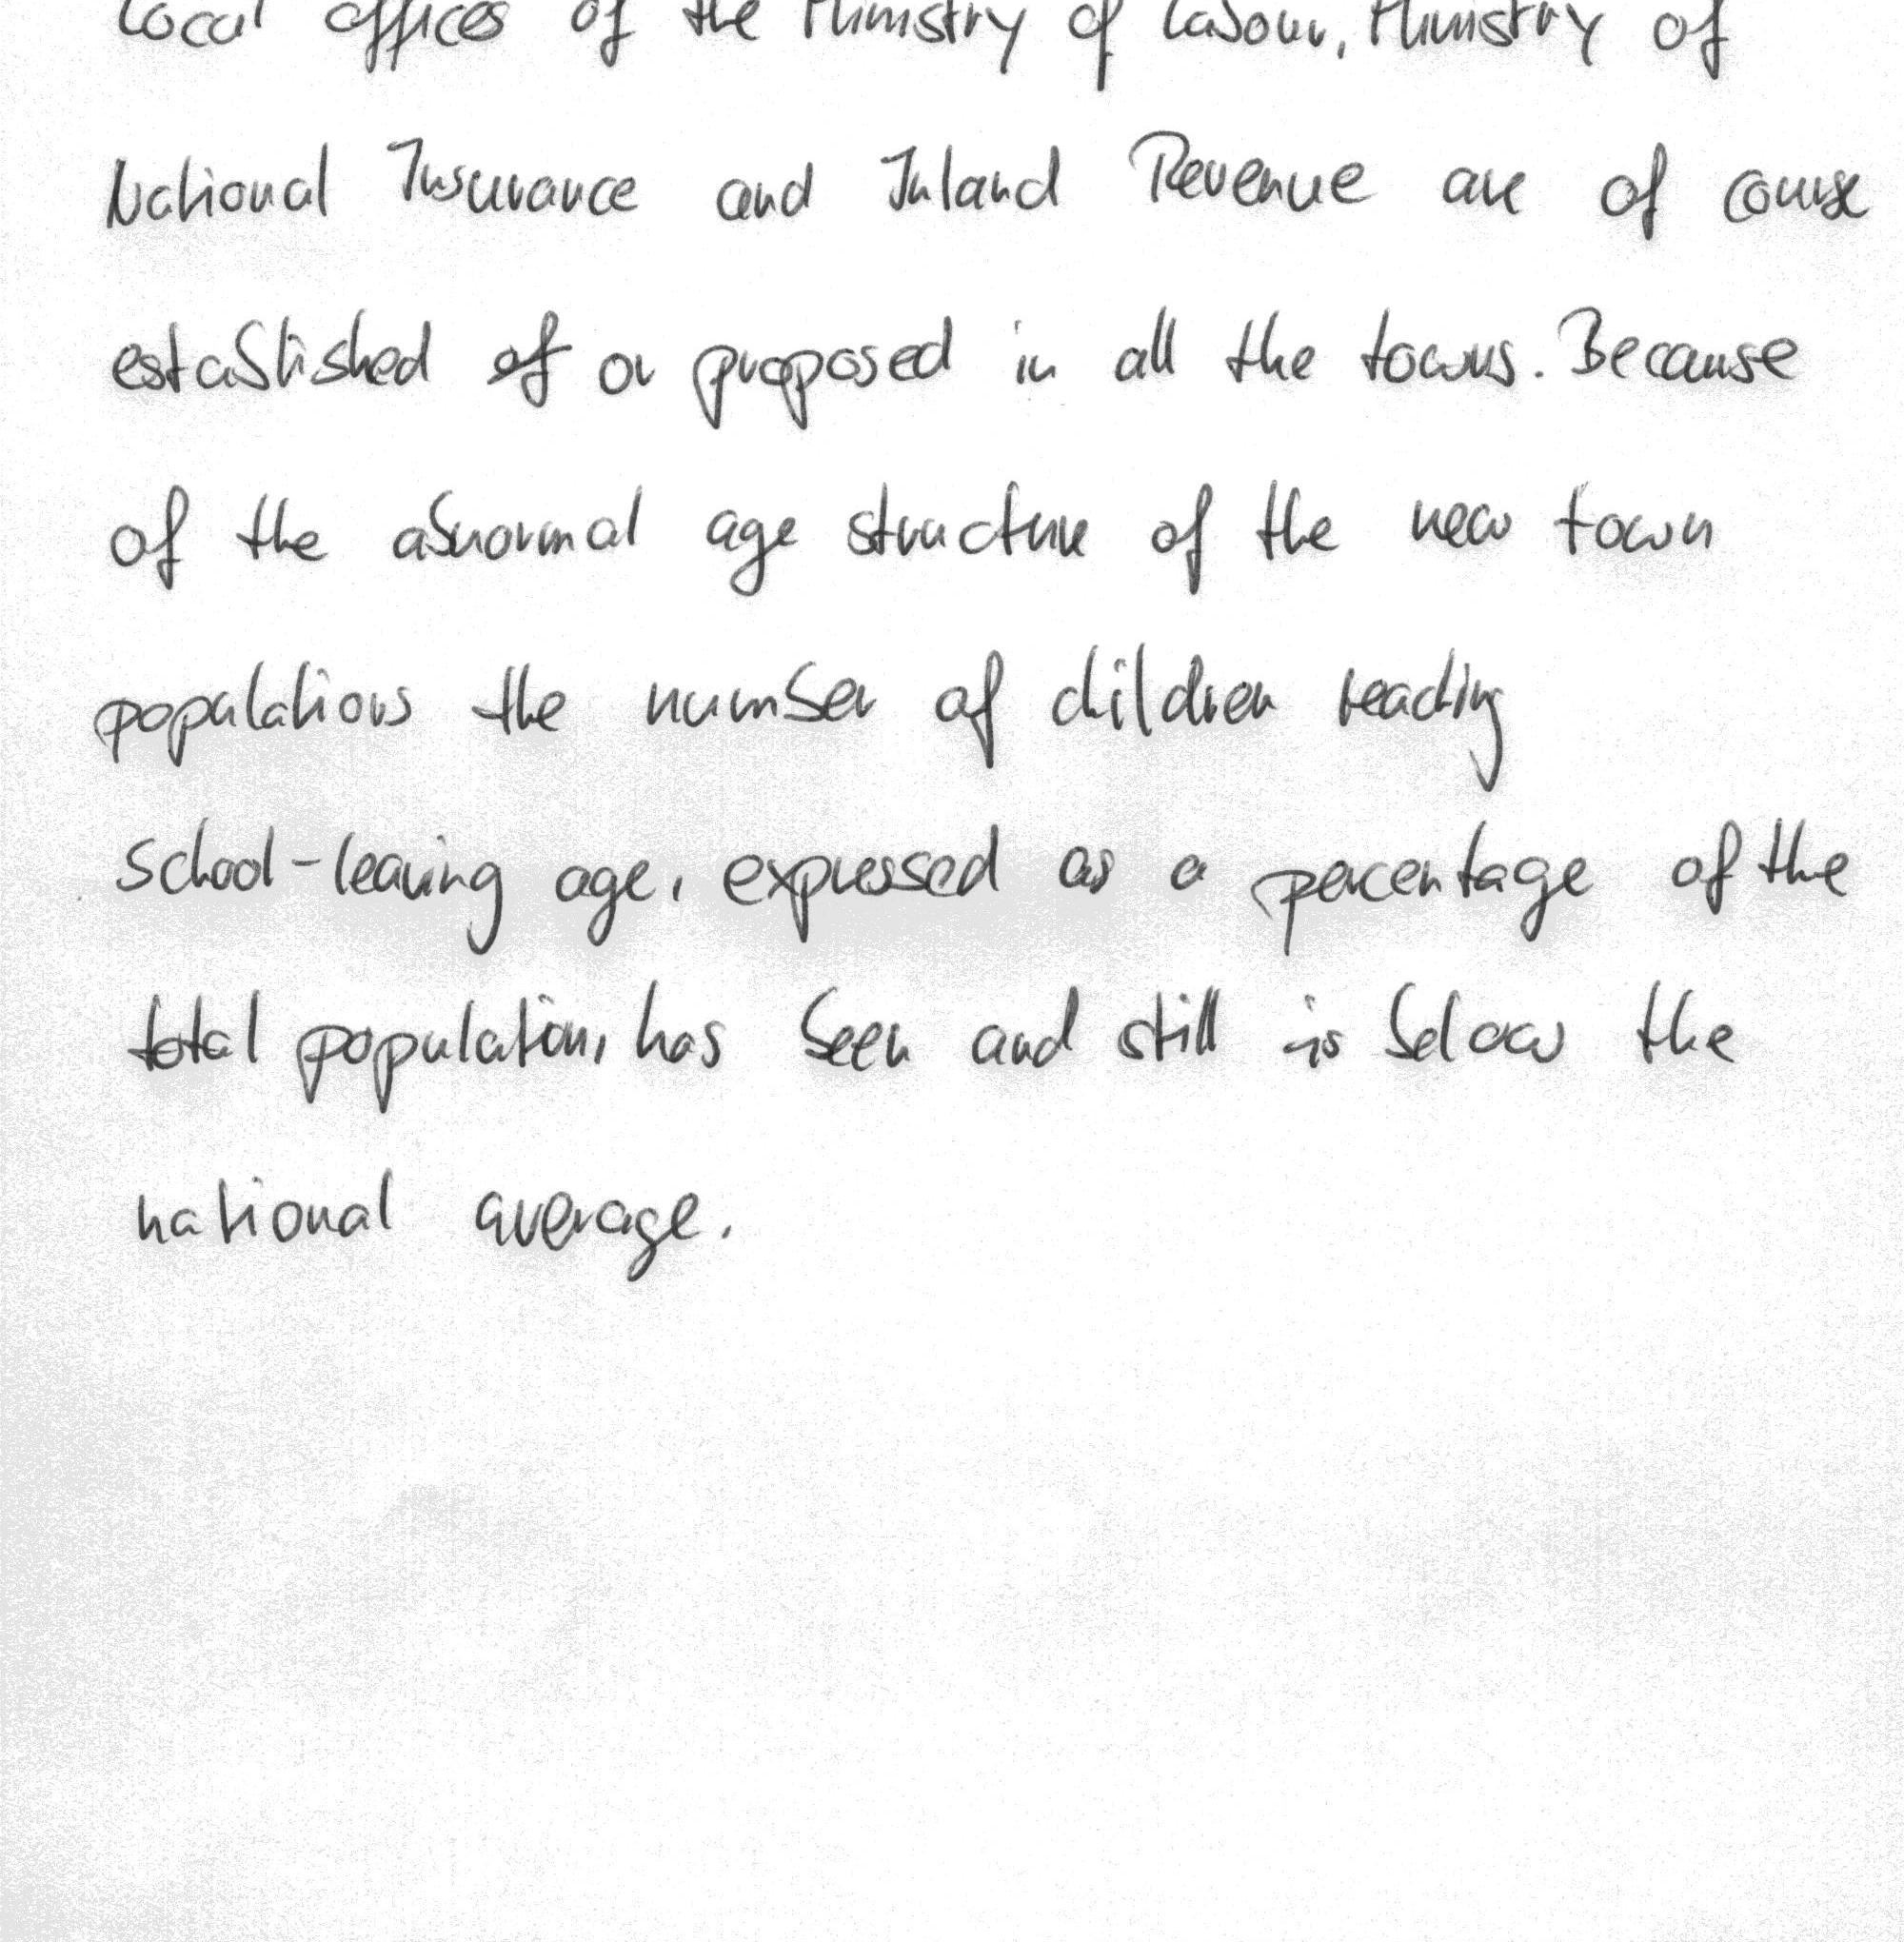 Local offices of the Ministry of Labour, Ministry of
National Insurance and Inland Revenue are of course
established of or proposed in all the towns. Because
of the abnormal age structure of the new town
populations the number of children reaching
school-leaving age, expressed as a percentage of the
total population, has been and still is below the
national average.